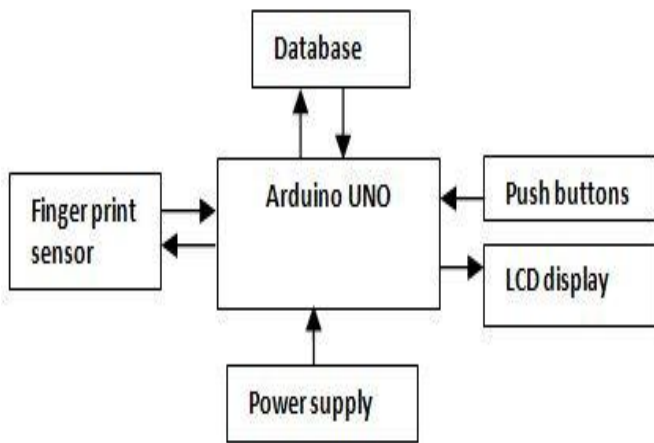 Database
Arduino UNO
Finger print
sensor
Push buttons
LCD display
Power supply